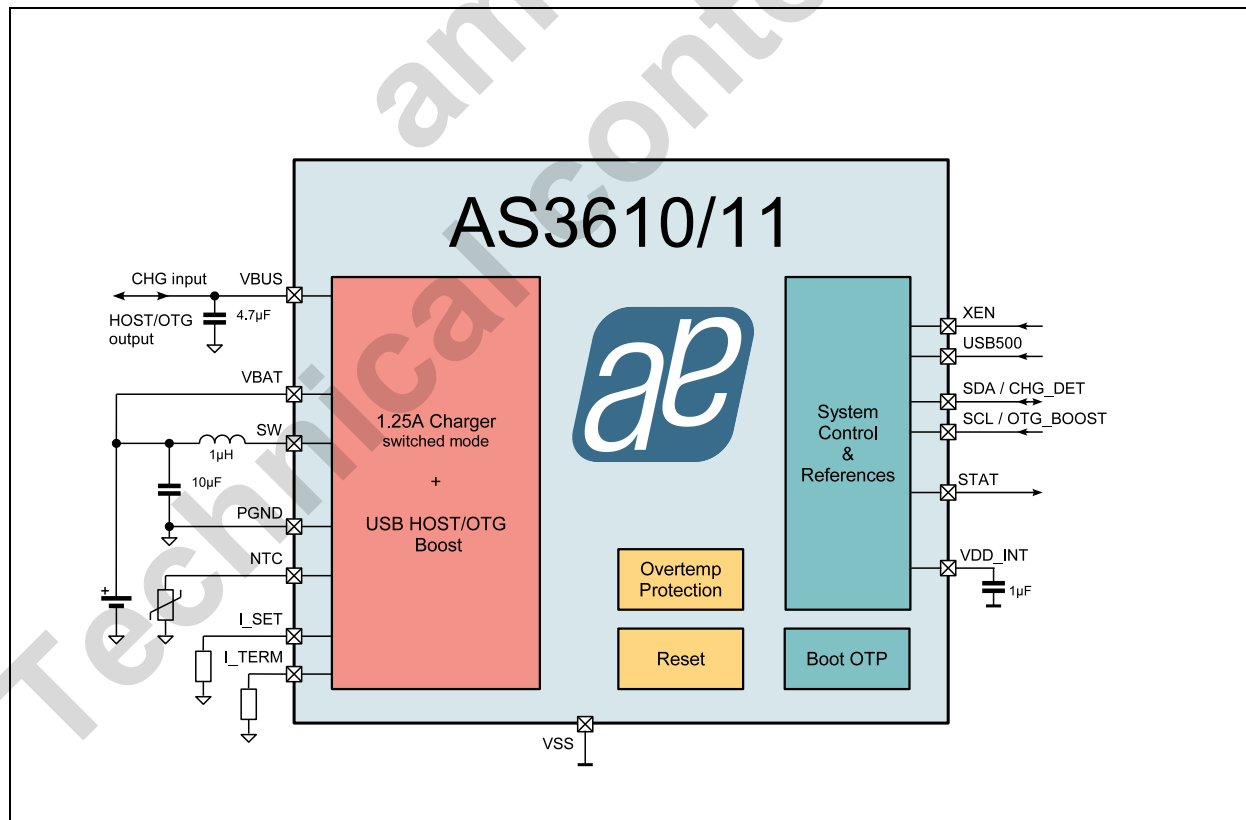 AS3610/11
CHG input
VBUS
4.7µF
HOST/OTG
output
VBAT
SW
1µH
10µF
PGND
NTC
+
I_SET
I_TERM
1.25A Charger
switched mode
+
USB HOST/OTG
Boost
Overtemp
Protection
Reset
System
Control
&
References
Boot OTP
XEN
USB500
SDA / CHG_DET
SCL / OTG_BOOST
STAT
VDD_INT
1µF
VSS
am
Technical conte